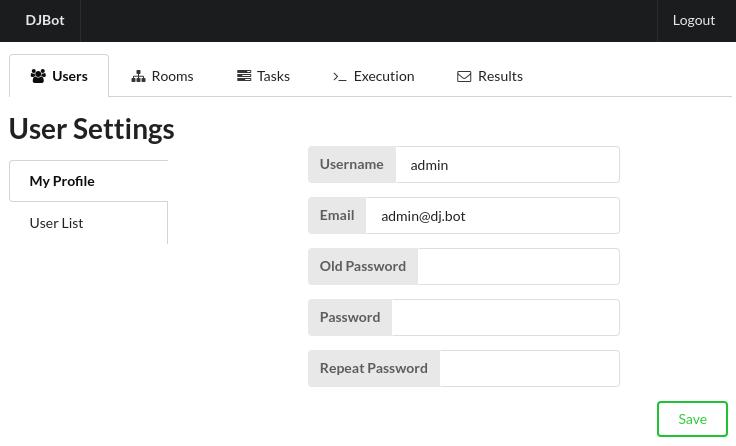 DJBot Logout
Users Rooms Tasks Execution Results
User Settings
My Profile
User List
Username admin
Email admin@dj.bot
Old Password
Password
Repeat Password
Save